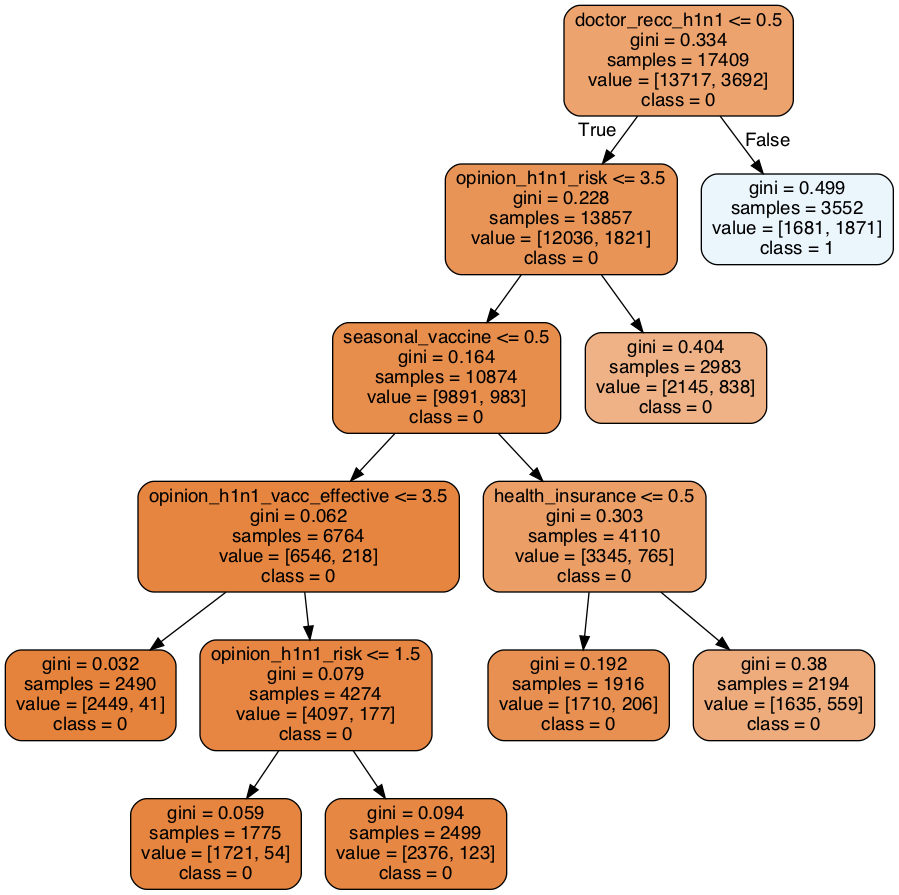 doctor_recc_h1n1 <= 0.5
gini = 0.334
samples = 17409
value = [13717, 3692]
class = 0
True
False
opinion_h1n1_risk <= 3.5
gini = 0.228
samples = 13857
value = [12036, 1821]
class = 0
gini = 0.499
samples = 3552
value = [1681, 1871]
class = 1
seasonal_vaccine <= 0.5
gini = 0.164
samples = 10874
value = [9891, 983]
class = 0
gini = 0.404
samples = 2983
value = [2145, 838]
class = 0
opinion_h1n1_vacc_effective <= 3.5
gini = 0.062
samples = 6764
value = [6546, 218]
class = 0
health_insurance <= 0.5
gini = 0.303
samples = 4110
value = [3345, 765]
class = 0
gini = 0.032
samples = 2490
value = [2449, 41]
class = 0
opinion_h1n1_risk <= 1.5
gini = 0.079
samples = 4274
value = [4097, 177]
class = 0
gini = 0.192
samples = 1916
value = [1710, 206]
class = 0
gini = 0.38
samples = 2194
value = [1635, 559]
class = 0
gini = 0.059
samples = 1775
value = [1721, 54]
class = 0
gini = 0.094
samples = 2499
value = [2376, 123]
class = 0